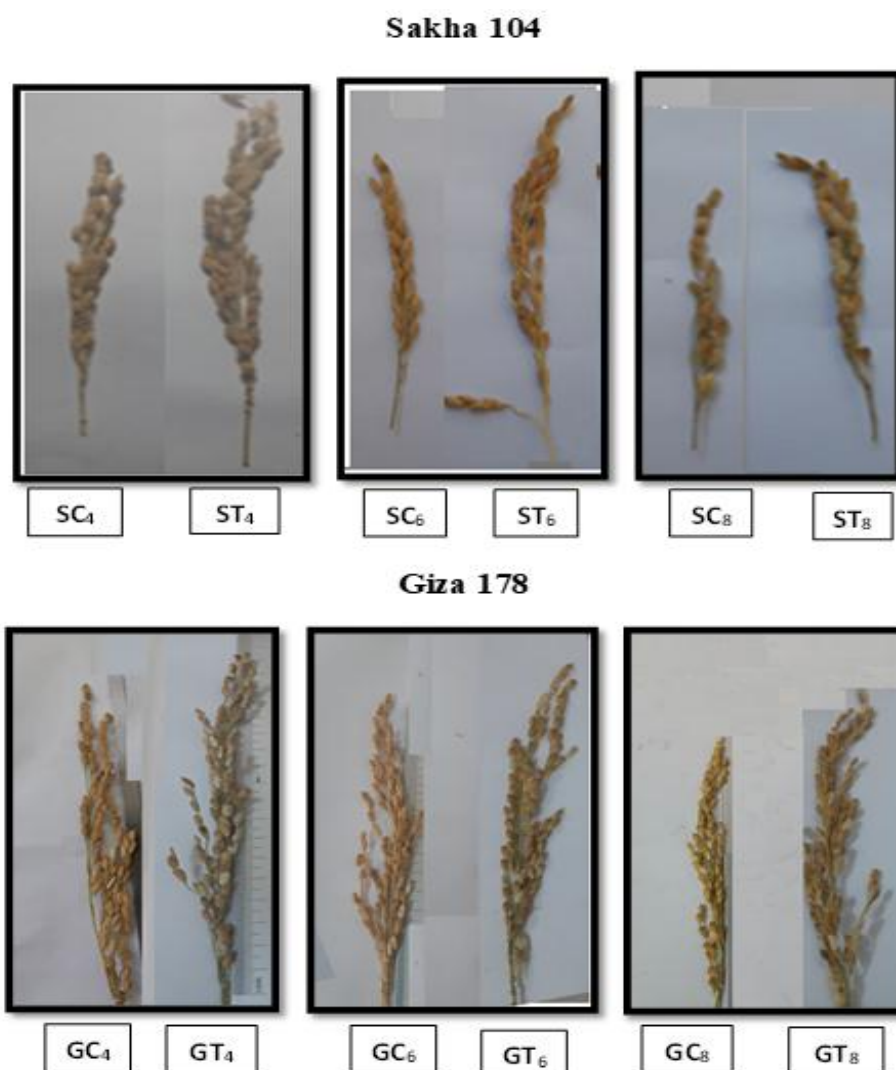 Sakha 104
SC₄ ST₄ SC₆ ST₆ SC₈ ST₈
Giza 178
GC₄ GT₄ GC₆ GT₆ GC₈ GT₈